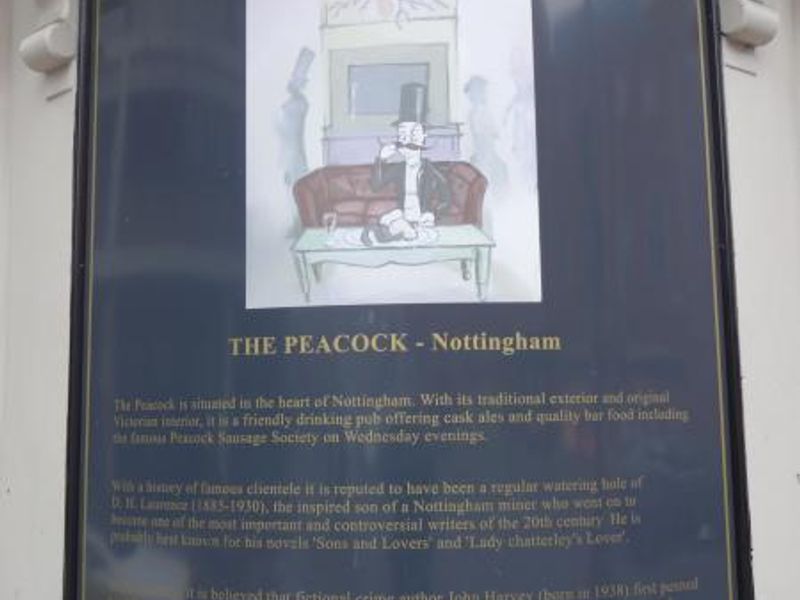 THE PEACOCK - Nottingham
The Peacock is situated in the heart of Nottingham. With its traditional exterior and original
Victorian interior, it is a friendly drinking pub offering cask ales and quality bar food including
the famous Peacock Sausage Society on Wednesday evenings.
With a history of famous clientele it is reputed to have been a regular watering hole of
D. H. Lawrence (1885-1930), the inspired son of a Nottingham miner who went on to
become one of the most important and controversial writers of the 20th century. He is
probably best known for his novels 'Sons and Lovers' and 'Lady chatterley's Lover'.
it is believed that fictional crime author John Harvey (born in 1938) first penned